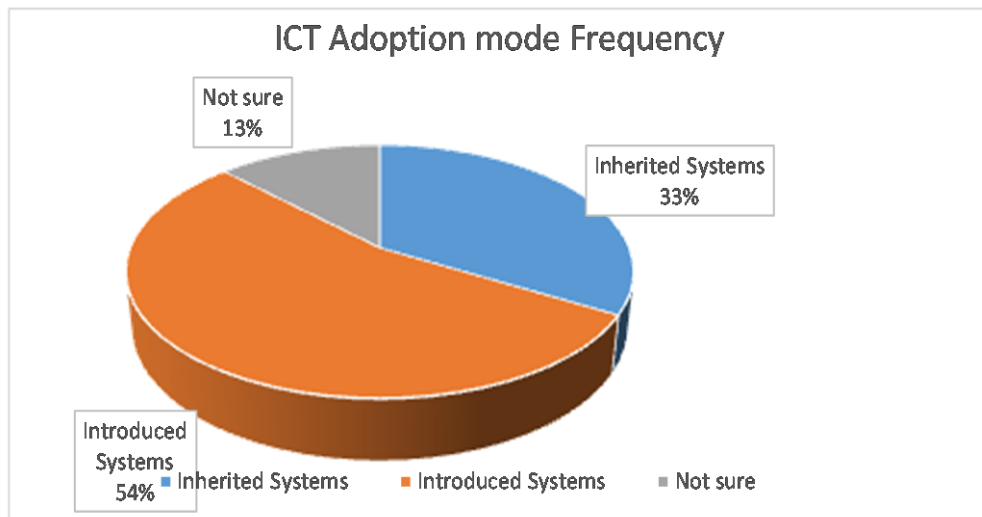 ICT Adoption mode Frequency
Not sure
13%
Inherited Systems
33%
Introduced
Systems
54%
Inherited Systems
Introduced Systems
Not sure